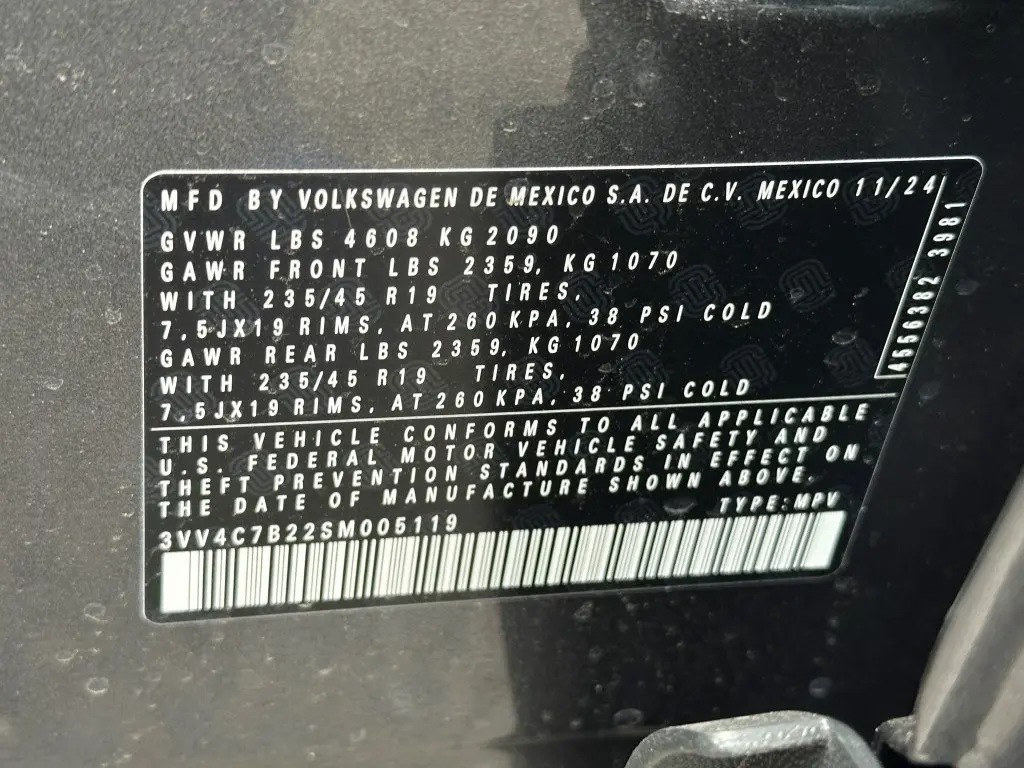 MFD BY VOLKSWAGEN DE MEXICO S.A. DE C.V. MEXICO 11/24
GVWR LBS 4608 KG 2090
GAWR FRONT LBS 2359, KG 1070
WITH 235/45 R19 TIRES,
7,5JX19 RIMS, AT 260 KPA, 38 PSI COLD
GAWR REAR LBS 2359, KG 1070
WITH 235/45 R19 TIRES,
7,5JX19 RIMS, AT 260 KPA, 38 PSI COLD
THIS VEHICLE CONFORMS TO ALL APPLICABLE
U.S. FEDERAL MOTOR VEHICLE SAFETY AND
THEFT PREVENTION STANDARDS IN EFFECT ON
THE DATE OF MANUFACTURE SHOWN ABOVE.
TYPE: MPV
3VV4C7B22SM005119
4556382 3981